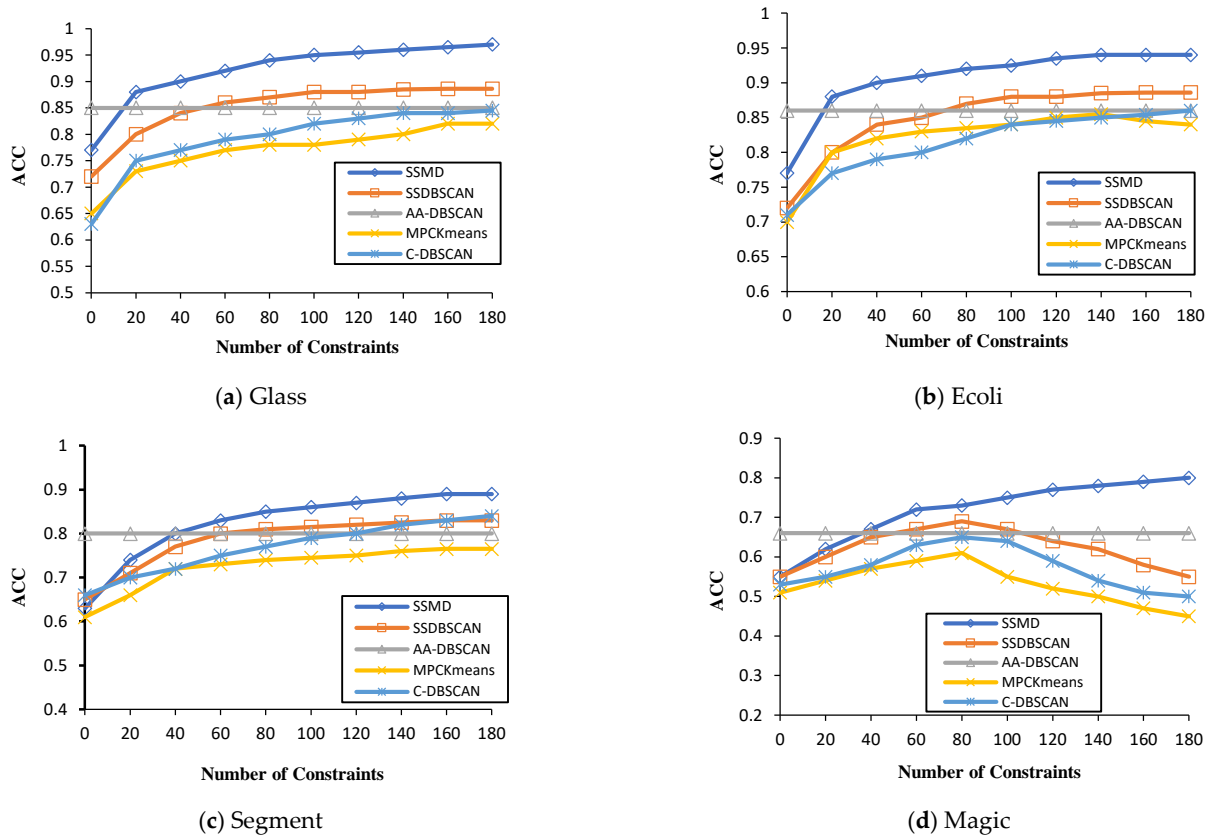 1
0.95
0.9
0.85
0.8
0.75
0.7
0.65
0.6
0.55
0.5
ACC
SSMD
SSDBSCAN
AA-DBSCAN
MPCKmeans
C-DBSCAN
0 20 40 60 80 100 120 140 160 180
Number of Constraints
(a) Glass
1
0.95
0.9
0.85
0.8
0.75
0.7
0.65
0.6
ACC
SSMD
SSDBSCAN
AA-DBSCAN
MPCKmeans
C-DBSCAN
0 20 40 60 80 100 120 140 160 180
Number of Constraints
(b) Ecoli
1
0.9
0.8
0.7
0.6
0.5
0.4
ACC
SSMD
SSDBSCAN
AA-DBSCAN
MPCKmeans
C-DBSCAN
0 20 40 60 80 100 120 140 160 180
Number of Constraints
(c) Segment
0.9
0.8
0.7
0.6
0.5
0.4
0.3
0.2
ACC
SSMD
SSDBSCAN
AA-DBSCAN
MPCKmeans
C-DBSCAN
0 20 40 60 80 100 120 140 160 180
Number of Constraints
(d) Magic